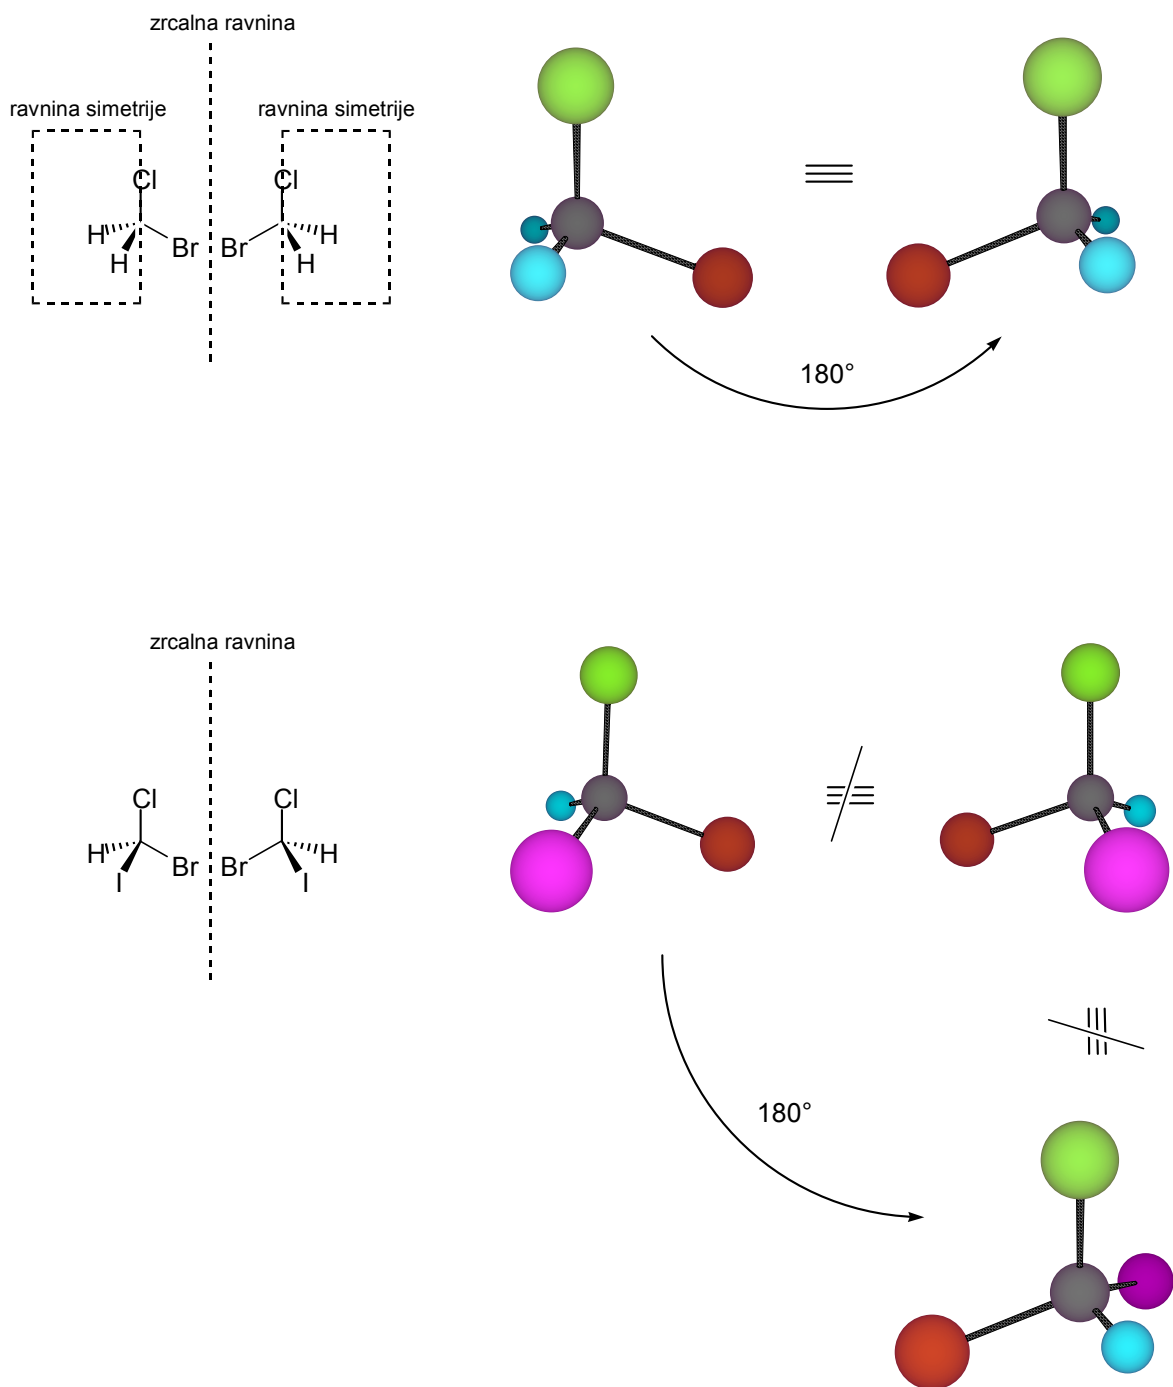 zrcalna ravnina
ravnina simetrije ravnina simetrije
Cl Cl
H Br Br H
H H
180°
zrcalna ravnina
Cl Cl
H Br Br H
I I
180°